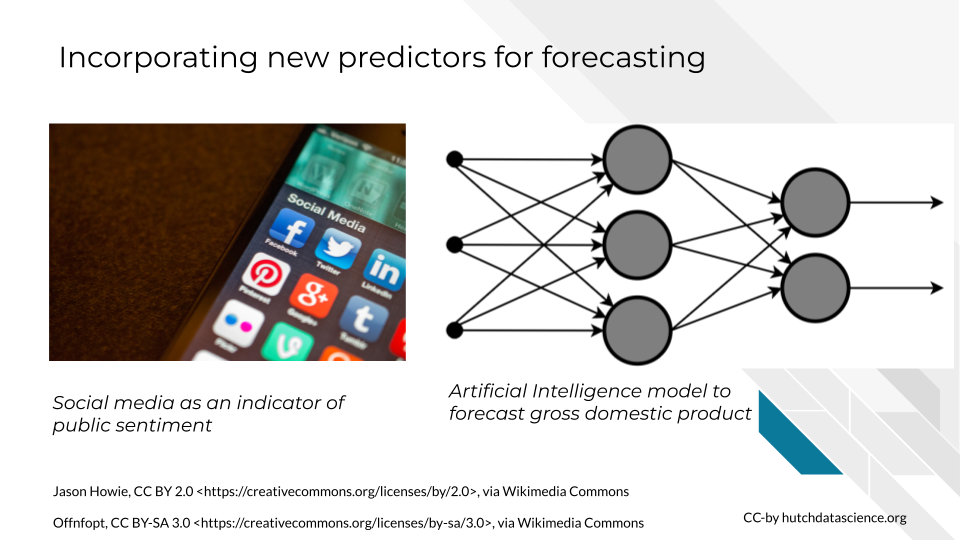 Incorporating new predictors for forecasting
Verizon
Social Media
Facebook
Twitter
LinkedIn
Pinterest
Google+
Tumblr
Flickr
Social media as an indicator of
public sentiment
Artificial Intelligence model to
forecast gross domestic product
Jason Howie, CC BY 2.0 <https://creativecommons.org/licenses/by/2.0>, via Wikimedia Commons
Offnfopt, CC BY-SA 3.0 <https://creativecommons.org/licenses/by-sa/3.0>, via Wikimedia Commons
CC-by hutchdatascience.org